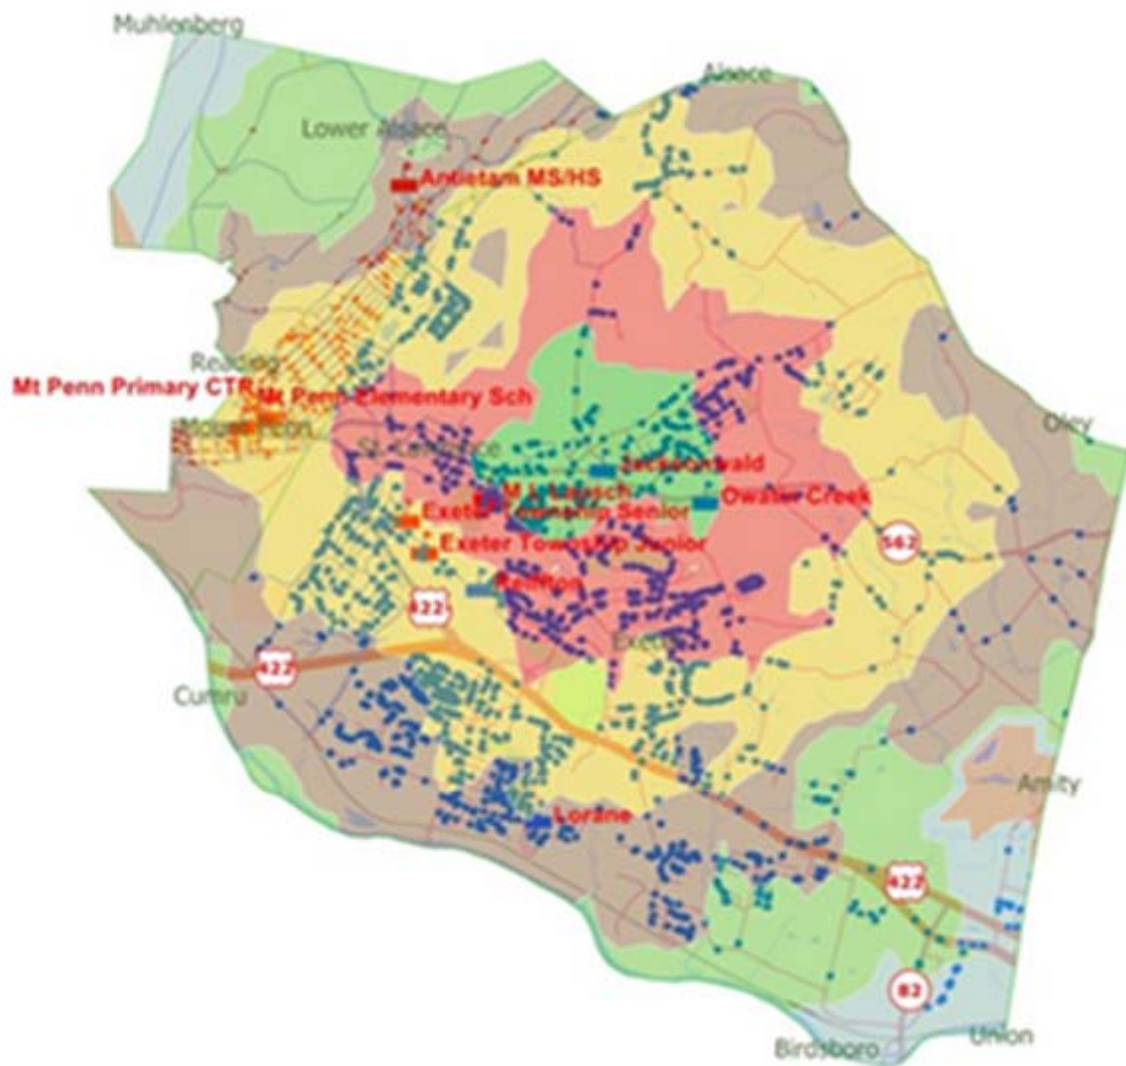 Muhlenberg
Alsace
Lower Alsace
Antietam MS/HS
Reading
Mt Penn Primary CTR
Mt Penn Elementary Sch
Oley
Jacksonwald
Owatin Creek
Exeter Township Senior
Exeter Township Junior
562
Reiffton
422
Exeter
422
Cumru
Amity
Lorane
422
82
Union
Birdsboro